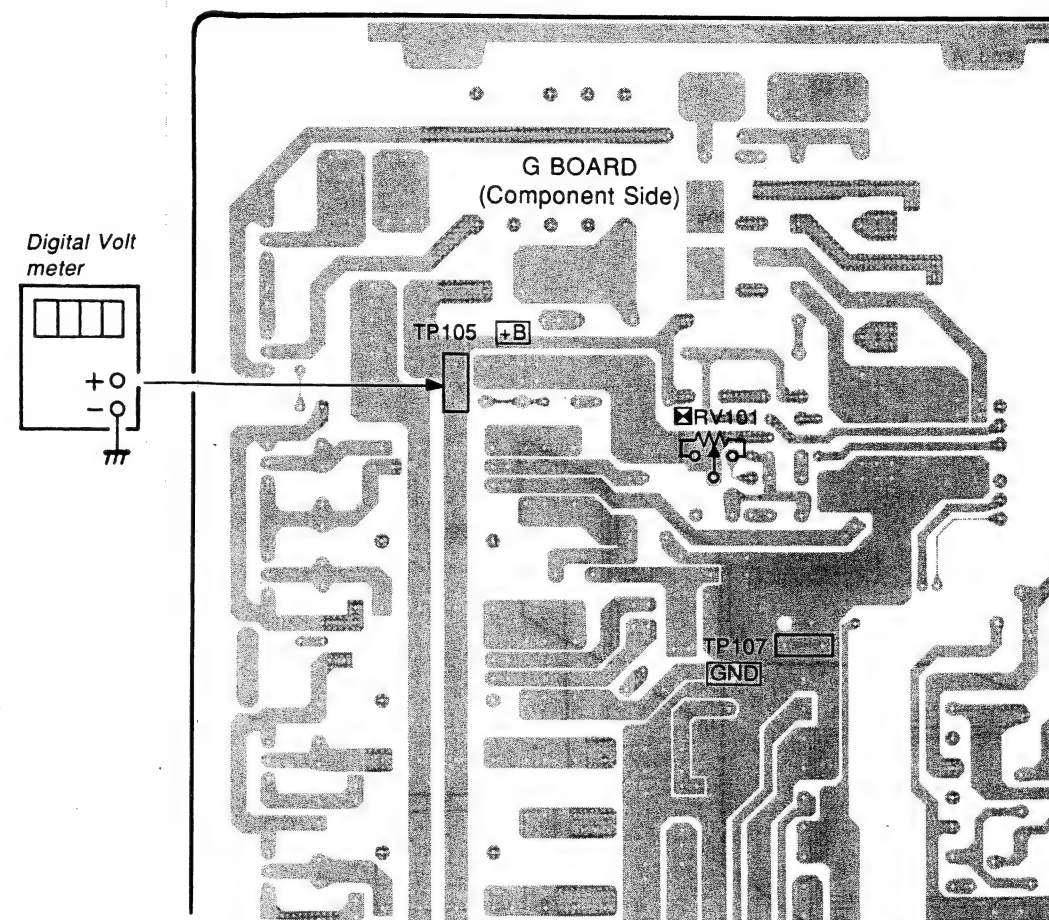 G BOARD
(Component Side)
Digital Volt
meter
TP105 +B
+
−
RV101
TP107
GND